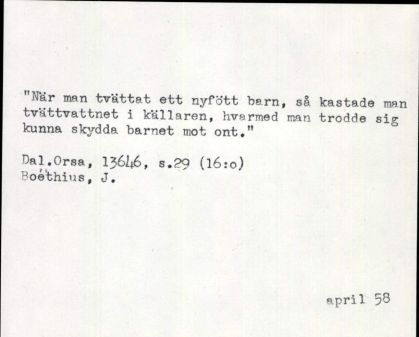 "När man tvättat ett nyfött barn, så kastade man
tvättvattnet i källaren, hvarmed man trodde sig
kunna skydda barnet mot ont."
Dal.Orsa, 13646, s.29 (16:o)
Boëthius, J.
april 58